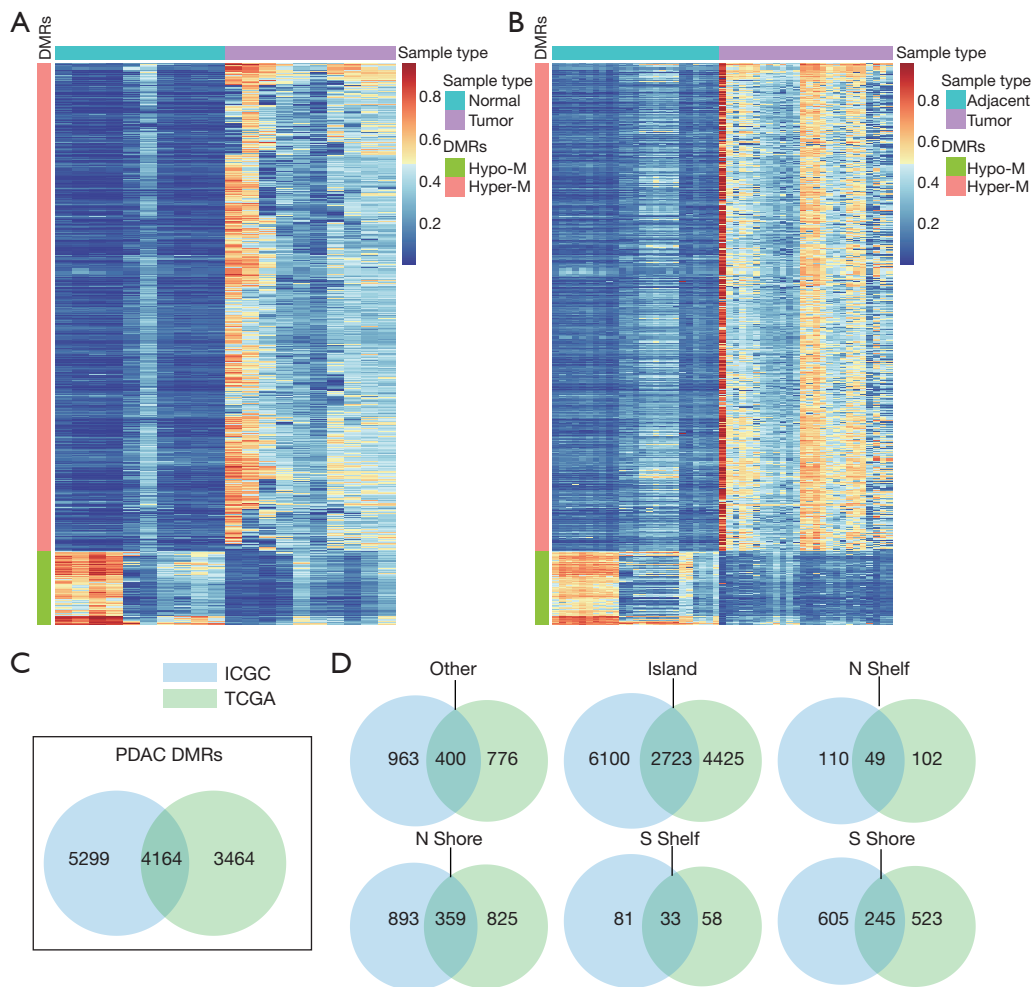 A
DMRs
Sample type
Sample type
Normal
Tumor
DMRs
Hypo-M
Hyper-M
0.8
0.6
0.4
0.2
B
DMRs
Sample type
Sample type
Adjacent
Tumor
DMRs
Hypo-M
Hyper-M
0.8
0.6
0.4
0.2
C
ICGC
TCGA
PDAC DMRs
5299 4164 3464
D
Other
963 400 776
Island
6100 2723 4425
N Shelf
110 49 102
N Shore
893 359 825
S Shelf
81 33 58
S Shore
605 245 523